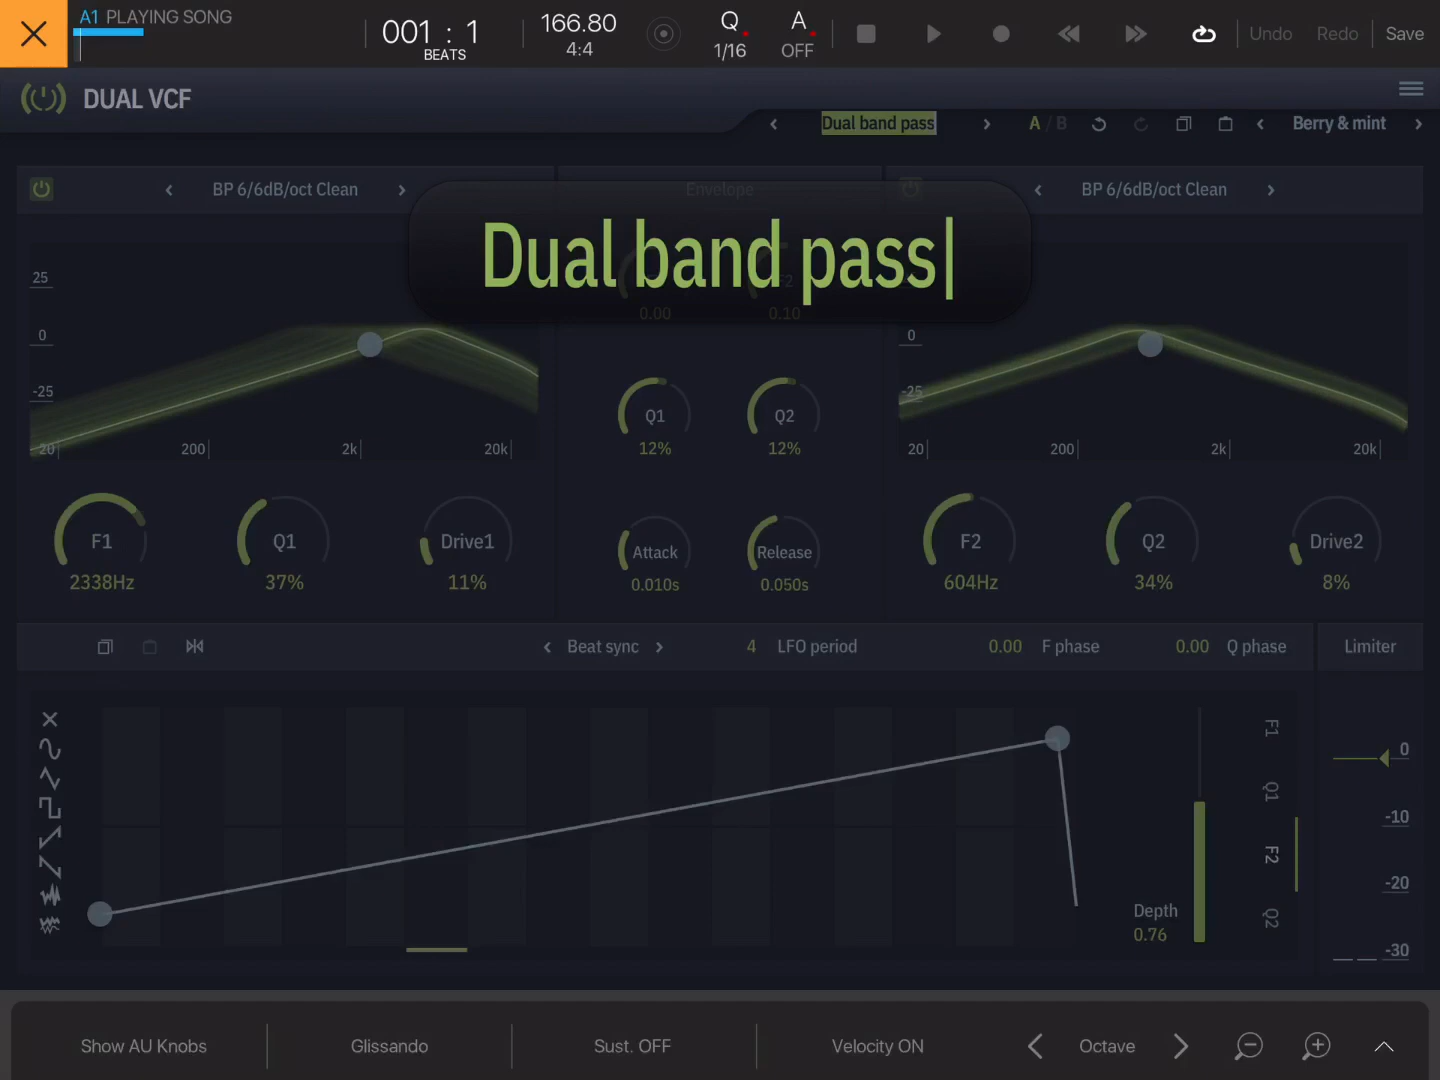 A1 PLAYING SONG
001 : 1
BEATS
166.80
4:4
Q
1/16
A
OFF
Undo
Redo
Save
DUAL VCF
Dual band pass
A / B
Berry & mint
BP 6/6dB/oct Clean
Envelope
BP 6/6dB/oct Clean
Dual band pass
25
0
-25
20
200
2k
20k
0.00
0.10
Q1
12%
Q2
12%
0
-25
20
200
2k
20k
F1
2338Hz
Q1
37%
Drive1
11%
Attack
0.010s
Release
0.050s
F2
604Hz
Q2
34%
Drive2
8%
Beat sync
4 LFO period
0.00 F phase
0.00 Q phase
Limiter
F1
Q1
F2
Q2
Depth
0.76
0
-10
-20
-30
Show AU Knobs
Glissando
Sust. OFF
Velocity ON
Octave